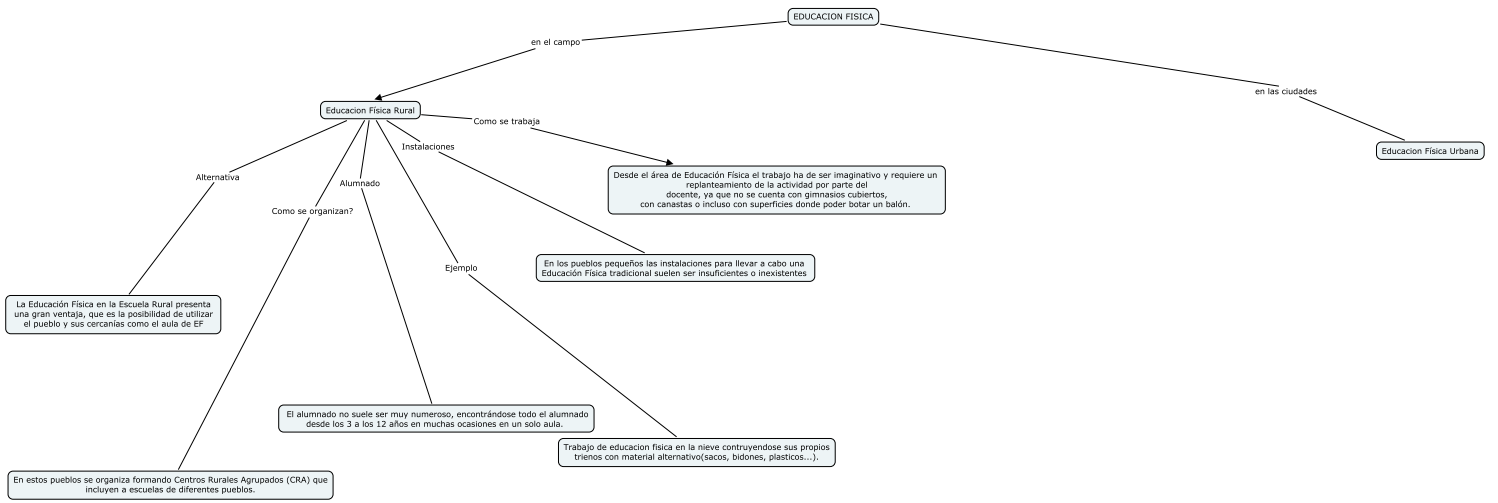 EDUCACION FISICA
en el campo
en las ciudades
Educacion Física Rural
Como se trabaja
Instalaciones
Educacion Física Urbana
Alternativa
Alumnado
Desde el área de Educación Física el trabajo ha de ser imaginativo y requiere un
replanteamiento de la actividad por parte del
docente, ya que no se cuenta con gimnasios cubiertos,
con canastas o incluso con superficies donde poder botar un balón.
Como se organizan?
Ejemplo
En los pueblos pequeños las instalaciones para llevar a cabo una
Educación Física tradicional suelen ser insuficientes o inexistentes
La Educación Física en la Escuela Rural presenta
una gran ventaja, que es la posibilidad de utilizar
el pueblo y sus cercanías como el aula de EF
El alumnado no suele ser muy numeroso, encontrándose todo el alumnado
desde los 3 a los 12 años en muchas ocasiones en un solo aula.
Trabajo de educacion fisica en la nieve contruyendose sus propios
trienos con material alternativo(sacos, bidones, plasticos...).
En estos pueblos se organiza formando Centros Rurales Agrupados (CRA) que
incluyen a escuelas de diferentes pueblos.